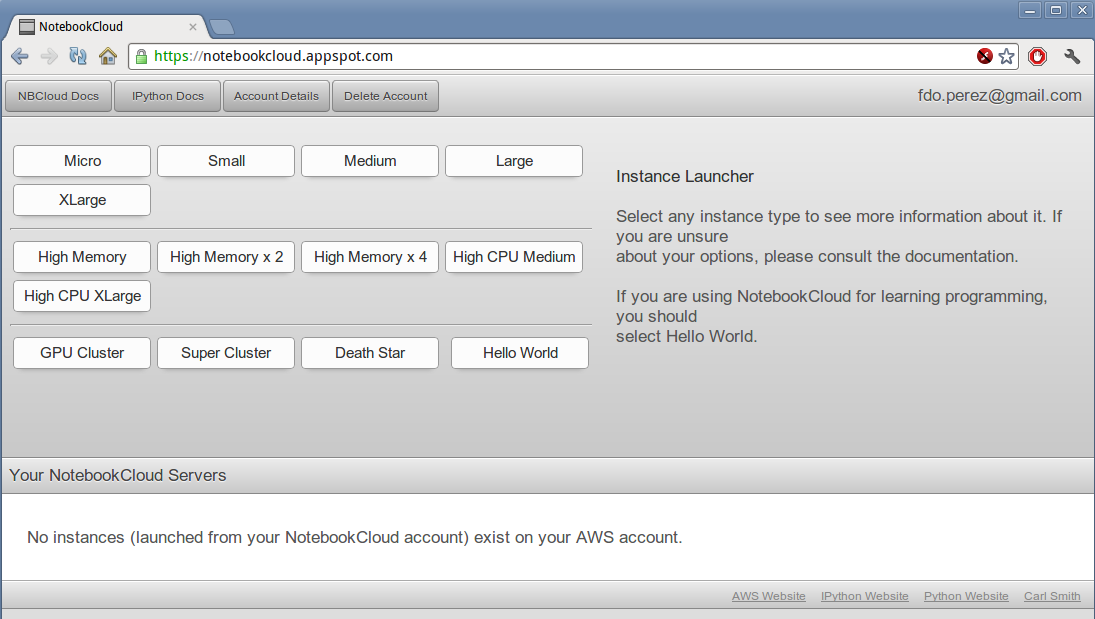 NotebookCloud
https://notebookcloud.appspot.com
NBCloud Docs IPython Docs Account Details Delete Account fdo.perez@gmail.com
Micro Small Medium Large
XLarge
High Memory High Memory x 2 High Memory x 4 High CPU Medium
High CPU XLarge
GPU Cluster Super Cluster Death Star Hello World
Instance Launcher
Select any instance type to see more information about it. If
you are unsure
about your options, please consult the documentation.
If you are using NotebookCloud for learning programming,
you should
select Hello World.
Your NotebookCloud Servers
No instances (launched from your NotebookCloud account) exist on your AWS account.
AWS Website IPython Website Python Website Carl Smith